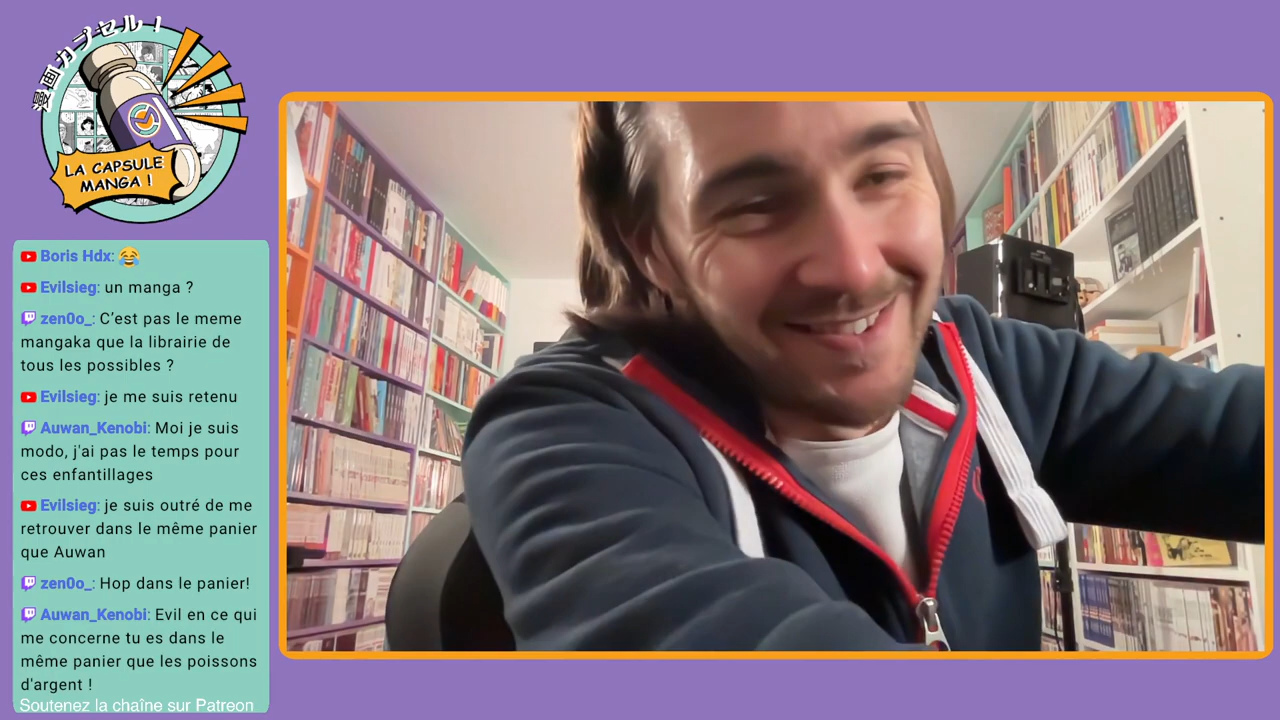 漫画カプセル！
LA CAPSULE
MANGA !
Boris Hdx: 😂
Evilsieg: un manga ?
zen0o_: C’est pas le meme
mangaka que la librairie de
tous les possibles ?
Evilsieg: je me suis retenu
Auwan_Kenobi: Moi je suis
modo, j'ai pas le temps pour
ces enfantillages
Evilsieg: je suis outré de me
retrouver dans le même panier
que Auwan
zen0o_: Hop dans le panier!
Auwan_Kenobi: Evil en ce qui
me concerne tu es dans le
même panier que les poissons
d'argent !
Soutenez la chaîne sur Patreon